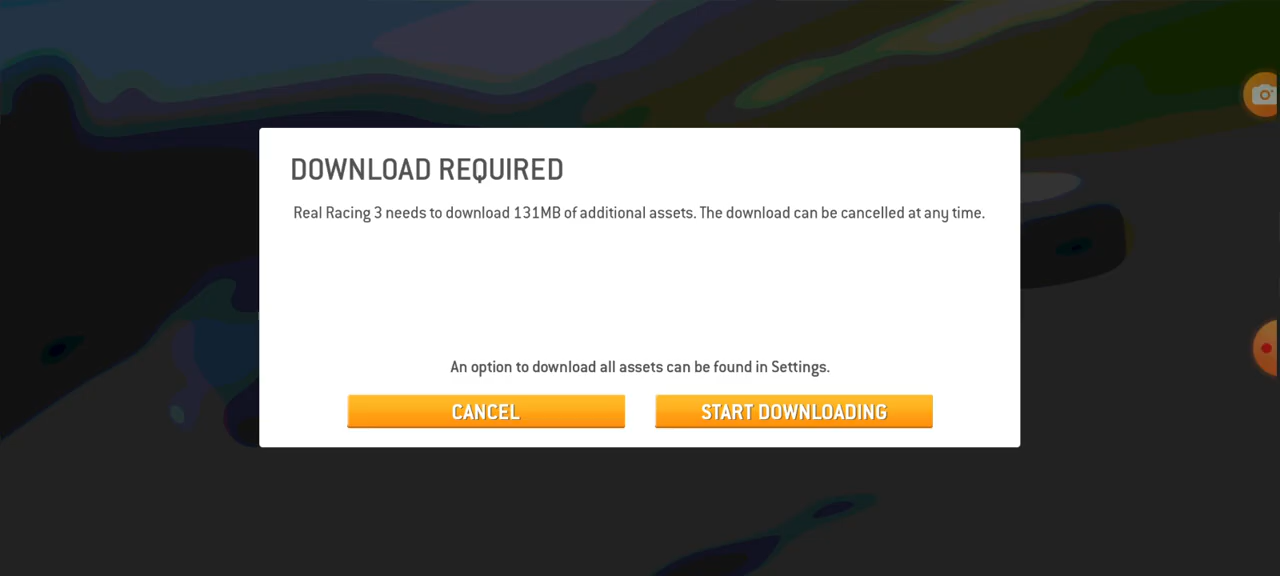 DOWNLOAD REQUIRED
Real Racing 3 needs to download 131MB of additional assets. The download can be cancelled at any time.
An option to download all assets can be found in Settings.
CANCEL
START DOWNLOADING